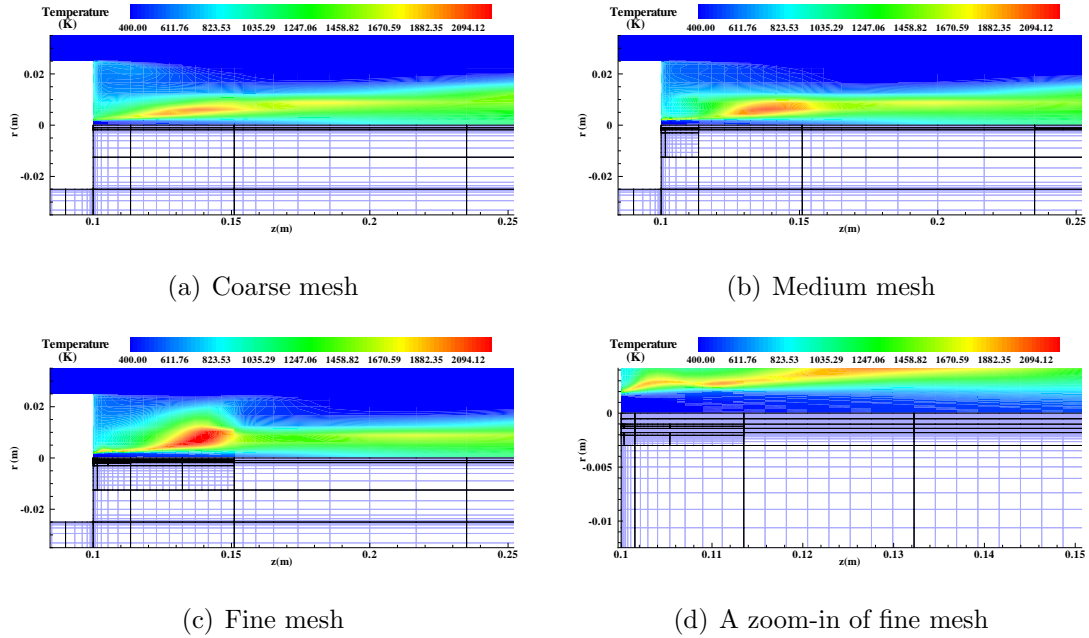 Temperature (K) 400.00 611.76 823.53 1035.29 1247.06 1458.82 1670.59 1882.35 2094.12
r (m)
0.02
0
-0.02
0.1 0.15 0.2 0.25
z(m)
(a) Coarse mesh
Temperature (K) 400.00 611.76 823.53 1035.29 1247.06 1458.82 1670.59 1882.35 2094.12
r (m)
0.02
0
-0.02
0.1 0.15 0.2 0.25
z(m)
(b) Medium mesh
Temperature (K) 400.00 611.76 823.53 1035.29 1247.06 1458.82 1670.59 1882.35 2094.12
r (m)
0.02
0
-0.02
0.1 0.15 0.2 0.25
z(m)
(c) Fine mesh
Temperature (K) 400.00 611.76 823.53 1035.29 1247.06 1458.82 1670.59 1882.35 2094.12
r (m)
0
-0.005
-0.01
0.1 0.11 0.12 0.13 0.14 0.15
z(m)
(d) A zoom-in of fine mesh